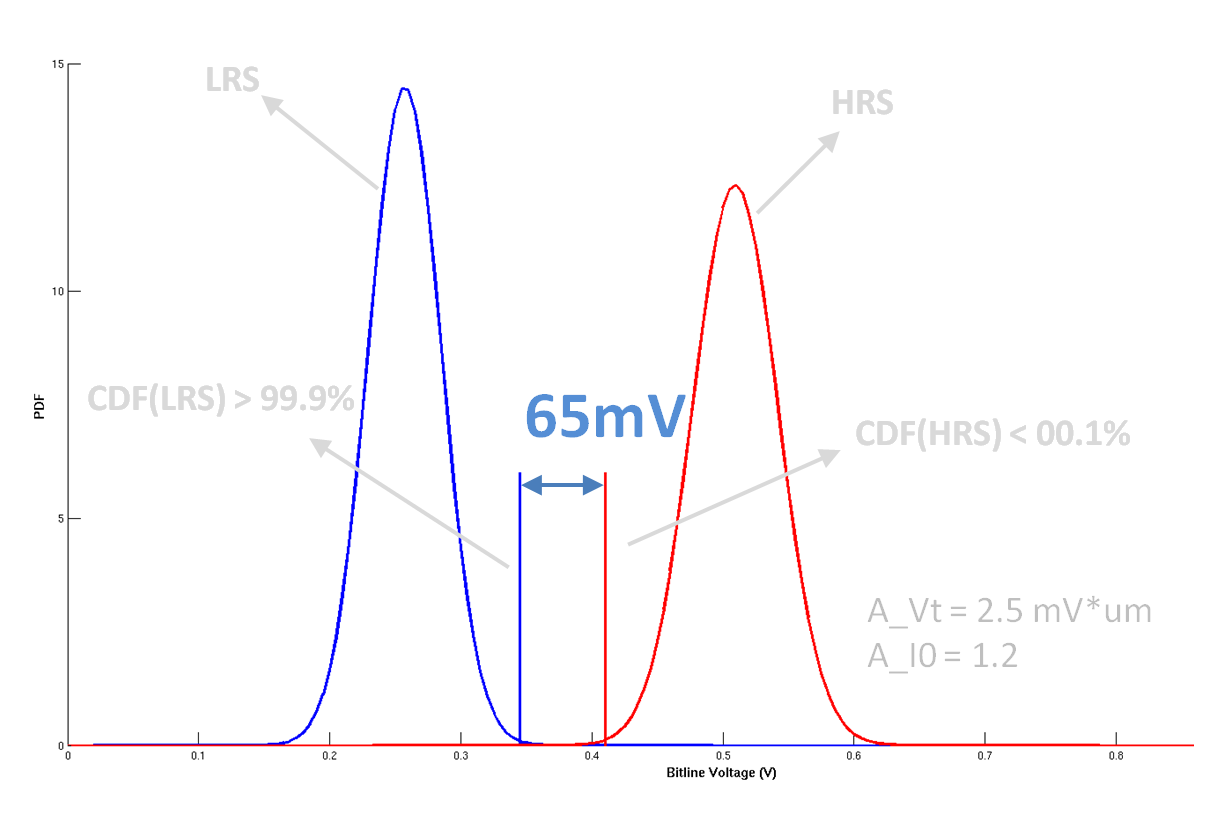 15
LRS
HRS
10
CDF(LRS) > 99.9%
65mV
PDF
CDF(HRS) < 00.1%
5
A_Vt = 2.5 mV*um
A_I0 = 1.2
0
0 0.1 0.2 0.3 0.4 0.5 0.6 0.7 0.8
Bitline Voltage (V)